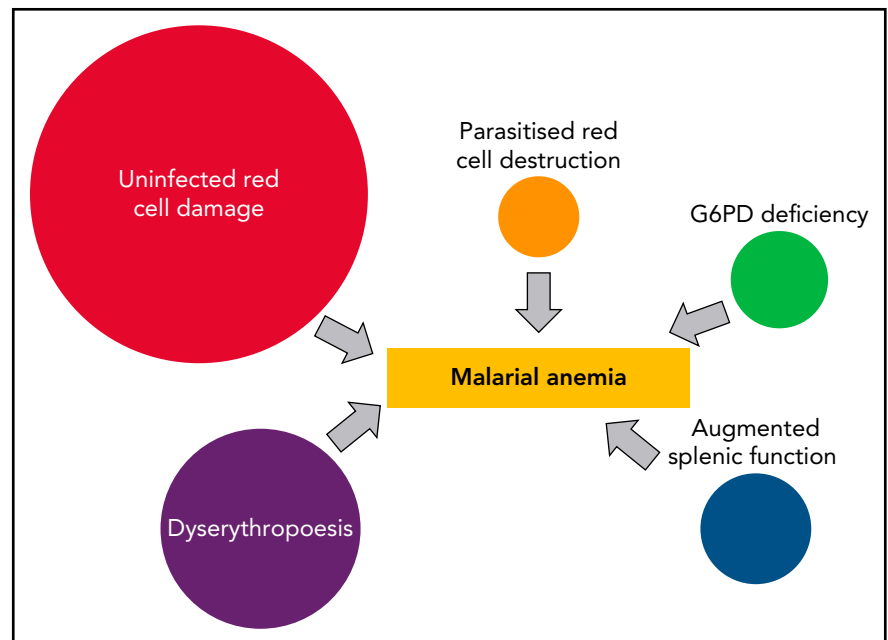 Uninfected red
cell damage
Parasitised red
cell destruction
G6PD deficiency
Malarial anemia
Dyserythropoesis
Augmented
splenic function